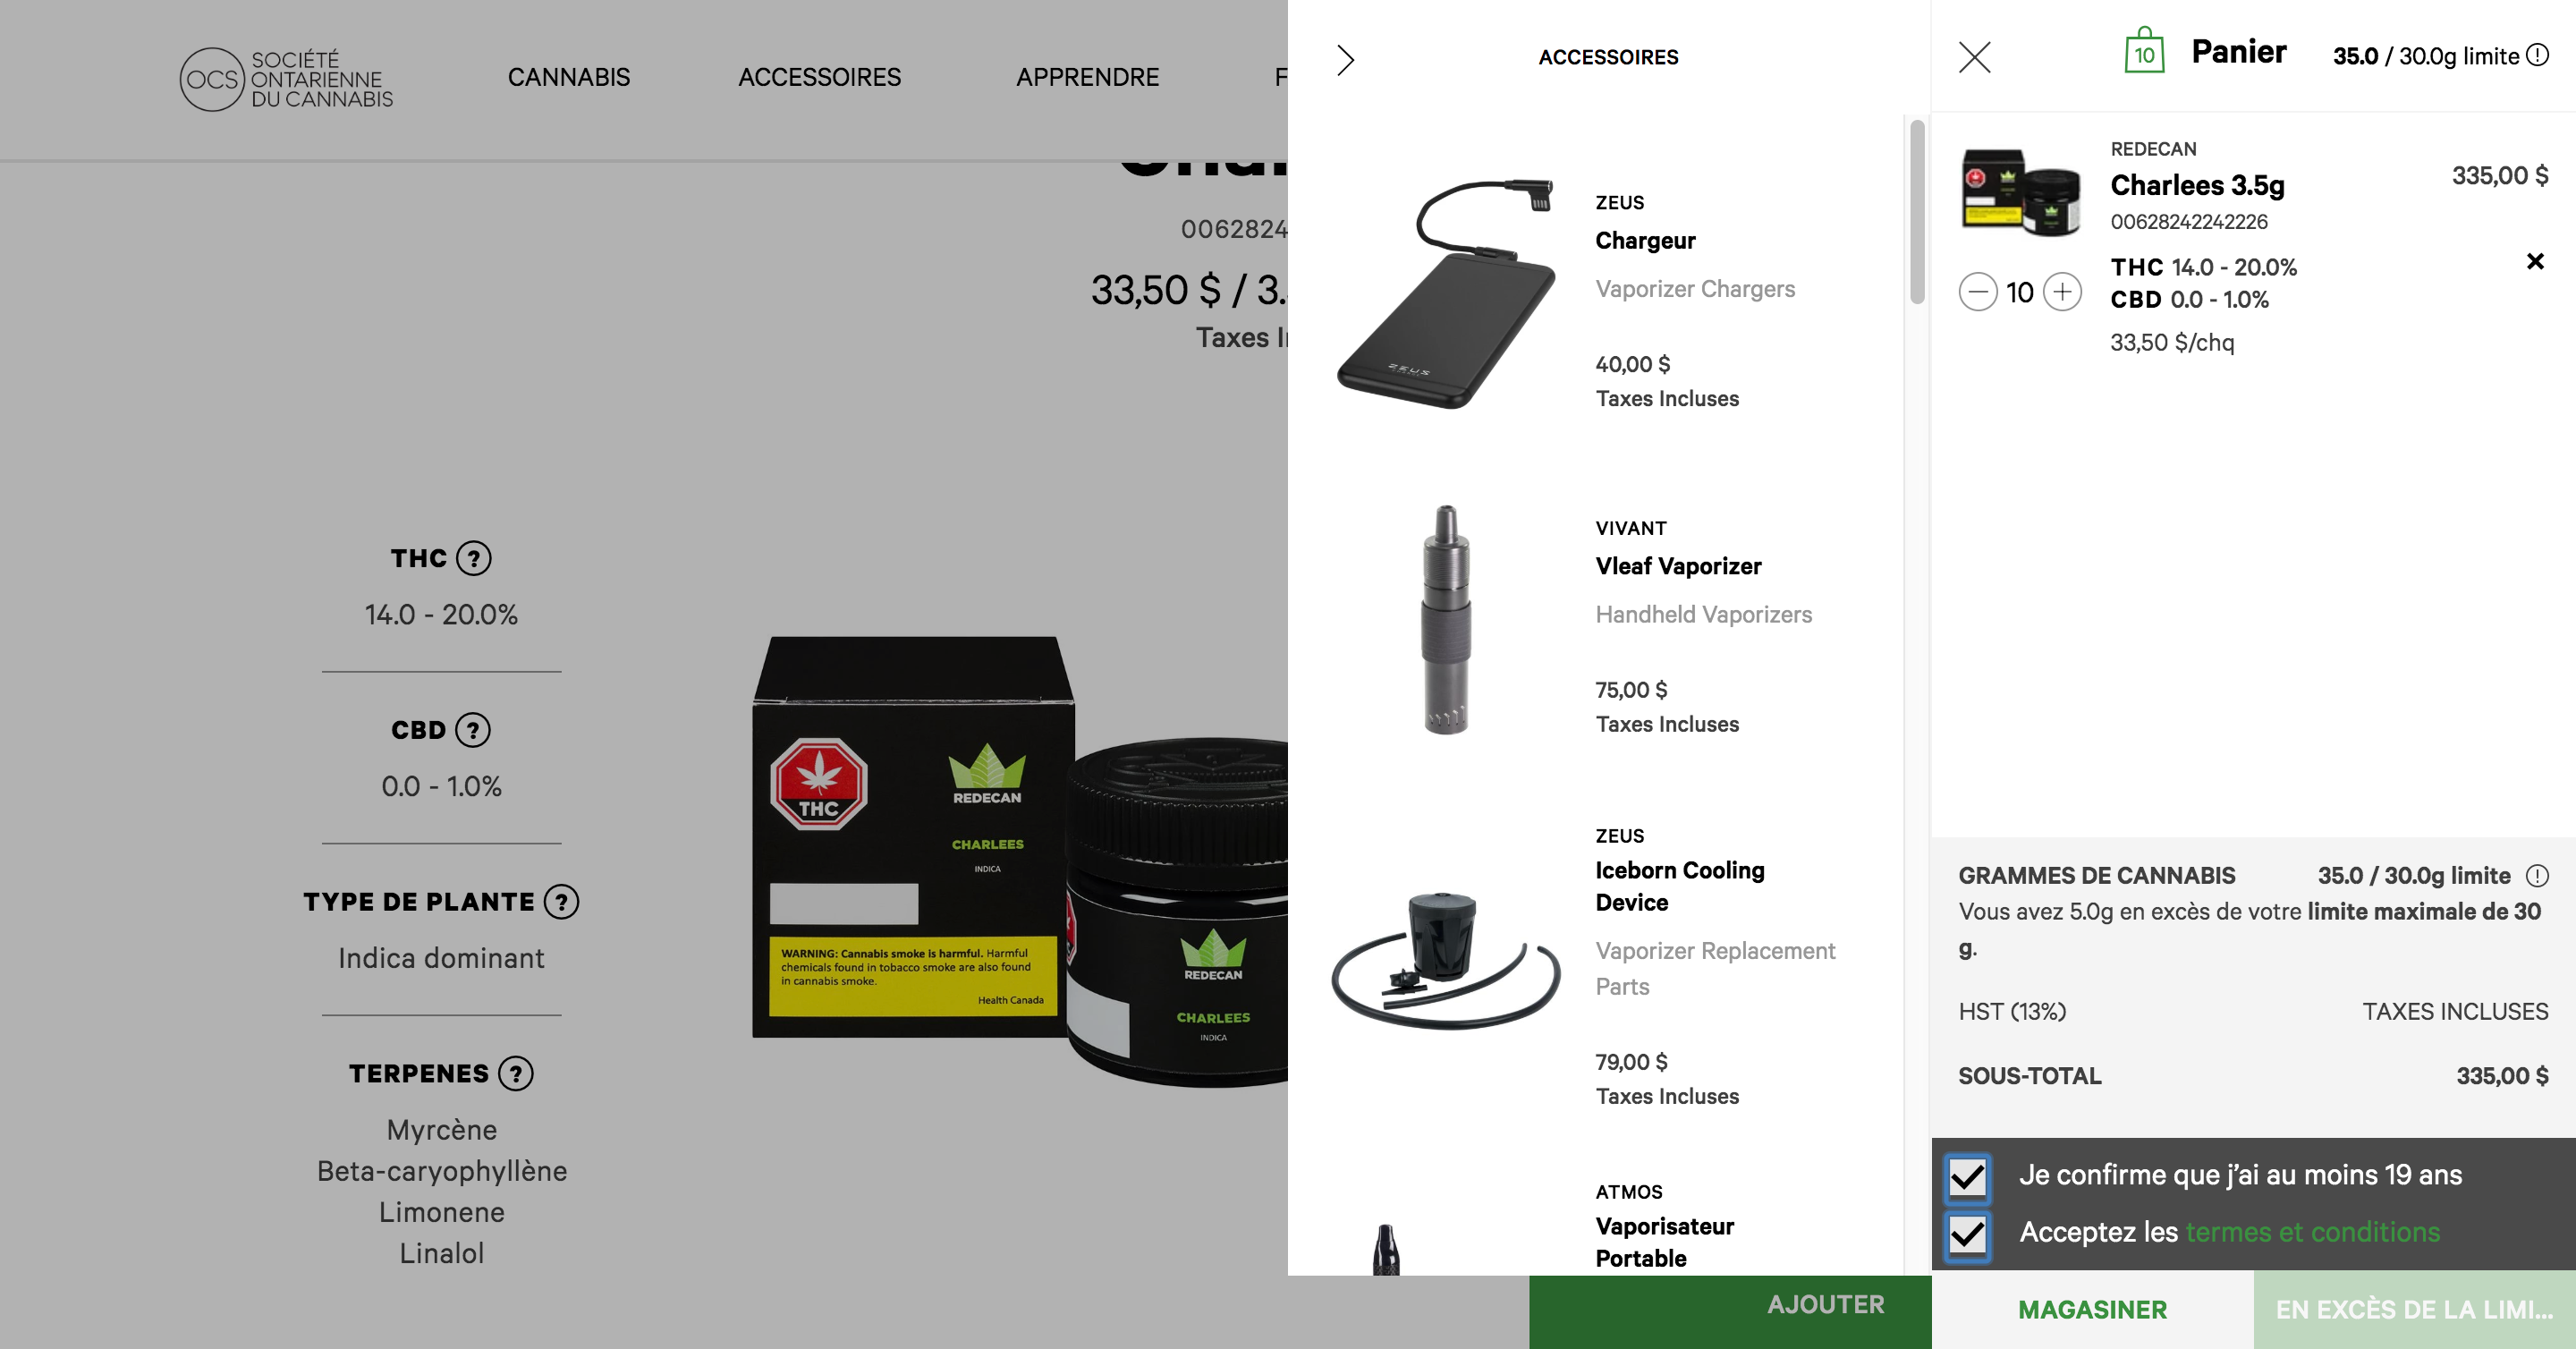 OCS
SOCIÉTÉ
ONTARIENNE
DU CANNABIS
CANNABIS
ACCESSOIRES
APPRENDRE
F
0062824
33,50 $ / 3.
Taxes I
THC ?
14.0 - 20.0%
CBD ?
0.0 - 1.0%
TYPE DE PLANTE ?
Indica dominant
TERPENES ?
Myrcène
Beta-caryophyllène
Limonene
Linalol
THC
REDECAN
CHARLEES
INDICA
WARNING: Cannabis smoke is harmful. Harmful
chemicals found in tobacco smoke are also found
in cannabis smoke.
Health Canada
REDECAN
CHARLEES
INDICA
ACCESSOIRES
ZEUS
ZEUS
Chargeur
Vaporizer Chargers
40,00 $
Taxes Incluses
VIVANT
Vleaf Vaporizer
Handheld Vaporizers
75,00 $
Taxes Incluses
ZEUS
Iceborn Cooling
Device
Vaporizer Replacement
Parts
79,00 $
Taxes Incluses
ATMOS
Vaporisateur
Portable
AJOUTER
10 Panier 35.0 / 30.0g limite
REDECAN
Charlees 3.5g
335,00 $
00628242242226
THC 14.0 - 20.0%
10
CBD 0.0 - 1.0%
33,50 $/chq
GRAMMES DE CANNABIS 35.0 / 30.0g limite
Vous avez 5.0g en excès de votre limite maximale de 30
g.
HST (13%) TAXES INCLUSES
SOUS-TOTAL 335,00 $
Je confirme que j'ai au moins 19 ans
Acceptez les termes et conditions
MAGASINER
EN EXCÈS DE LA LIMI...